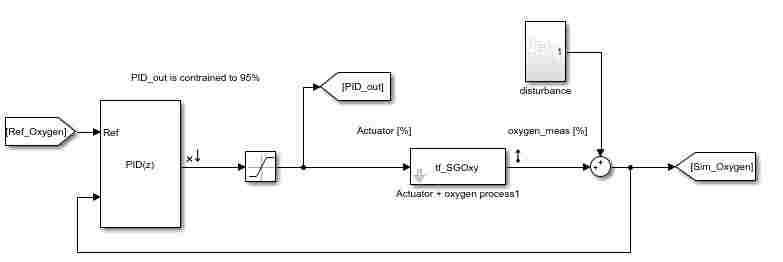 1
disturbance
PID_out is contrained to 95%
[PID_out]
[Ref_Oxygen]
Ref
PID(z)
Actuator [%]
oxygen_meas [%]
tf_SGOxy
Actuator + oxygen process1
+
+
[Sim_Oxygen]